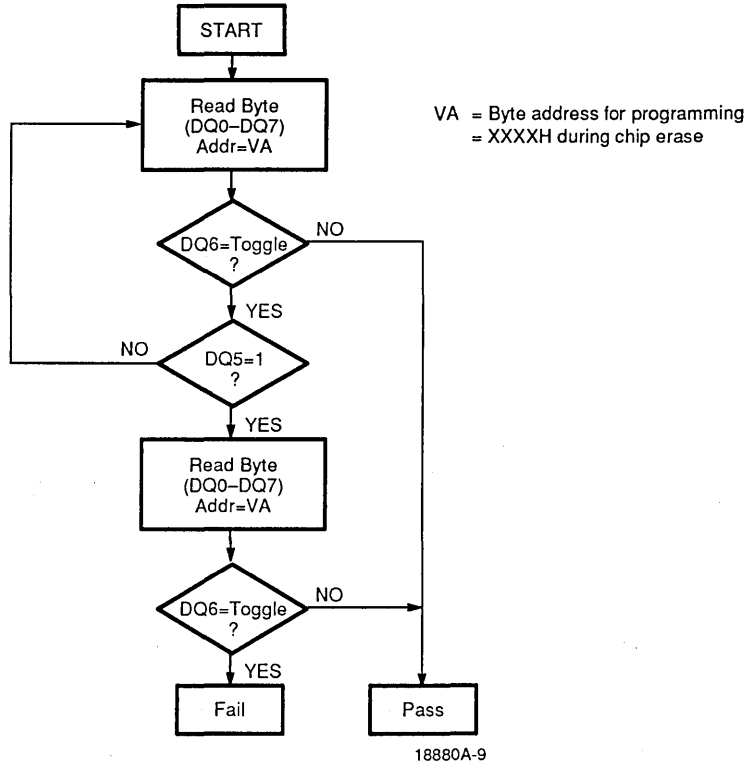 START
Read Byte
(DQ0–DQ7)
Addr=VA
VA = Byte address for programming
= XXXXH during chip erase
DQ6=Toggle
?
NO
YES
NO
DQ5=1
?
YES
Read Byte
(DQ0–DQ7)
Addr=VA
DQ6=Toggle
?
NO
YES
Fail
Pass
18880A-9